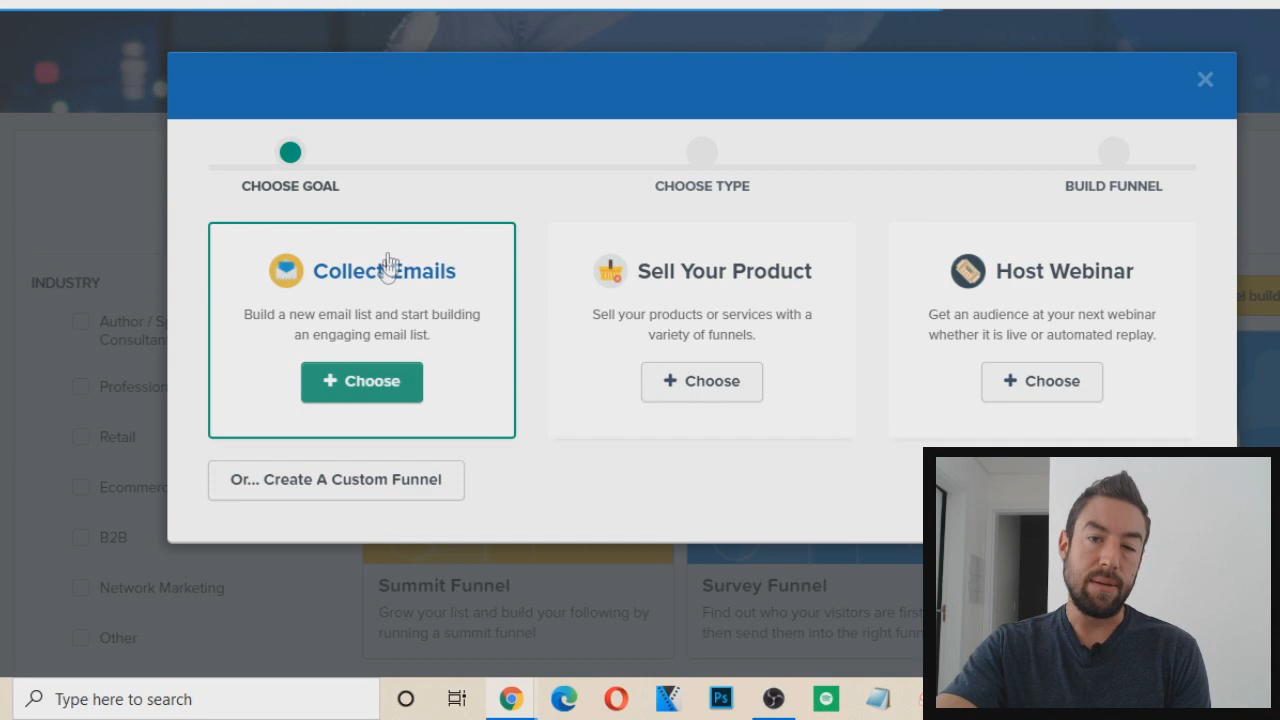 ×
CHOOSE GOAL
CHOOSE TYPE
BUILD FUNNEL
Collect Emails
Build a new email list and start building
an engaging email list.
+ Choose
Sell Your Product
Sell your products or services with a
variety of funnels.
+ Choose
Host Webinar
Get an audience at your next webinar
whether it is live or automated replay.
+ Choose
Or... Create A Custom Funnel
INDUSTRY
Author /
Retail
B2B
Network Marketing
Other
Summit Funnel
Grow your list and build your following by
running a summit funnel
Survey Funnel
Find out who your visitors are
then send them into the right
Type here to search
Ps